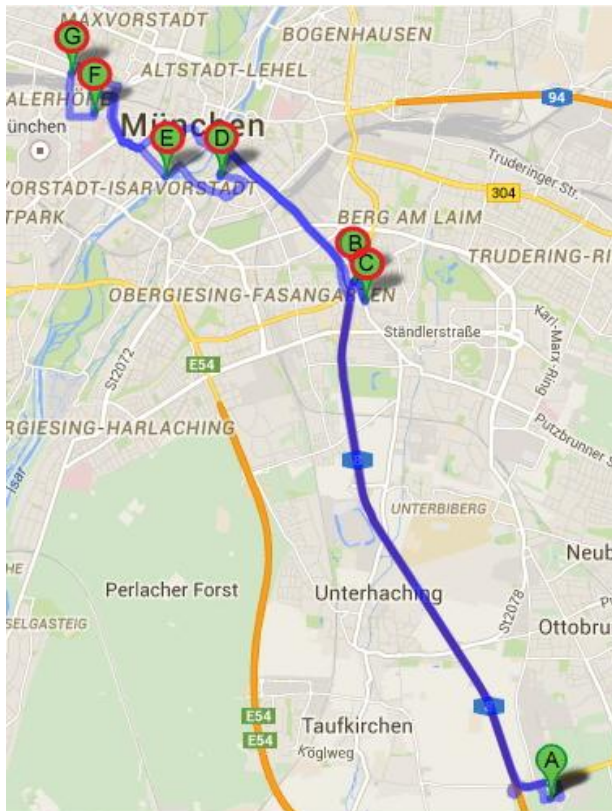 MAXVORSTADT
G
BOGENHAUSEN
F
ALTSTADT-LEHEL
ALERHÖHE
94
München
ünchen
E
D
Truderinger Str.
VORSTADT-ISARVORSTADT
304
TPARK
BERG AM LAIM
B
TRUDERING-RI
C
OBERGIESING-FASANGARTEN
Ständlerstraße
Karl-Marx-Ring
St2072
E54
RGIESING-HARLACHING
Putzbrunner S
Isar
8
UNTERBIBERG
HE
Neub
Perlacher Forst
Unterhaching
St2078
SELGASTEIG
Ottobru
8
E54
Taufkirchen
E54
Köglweg
A